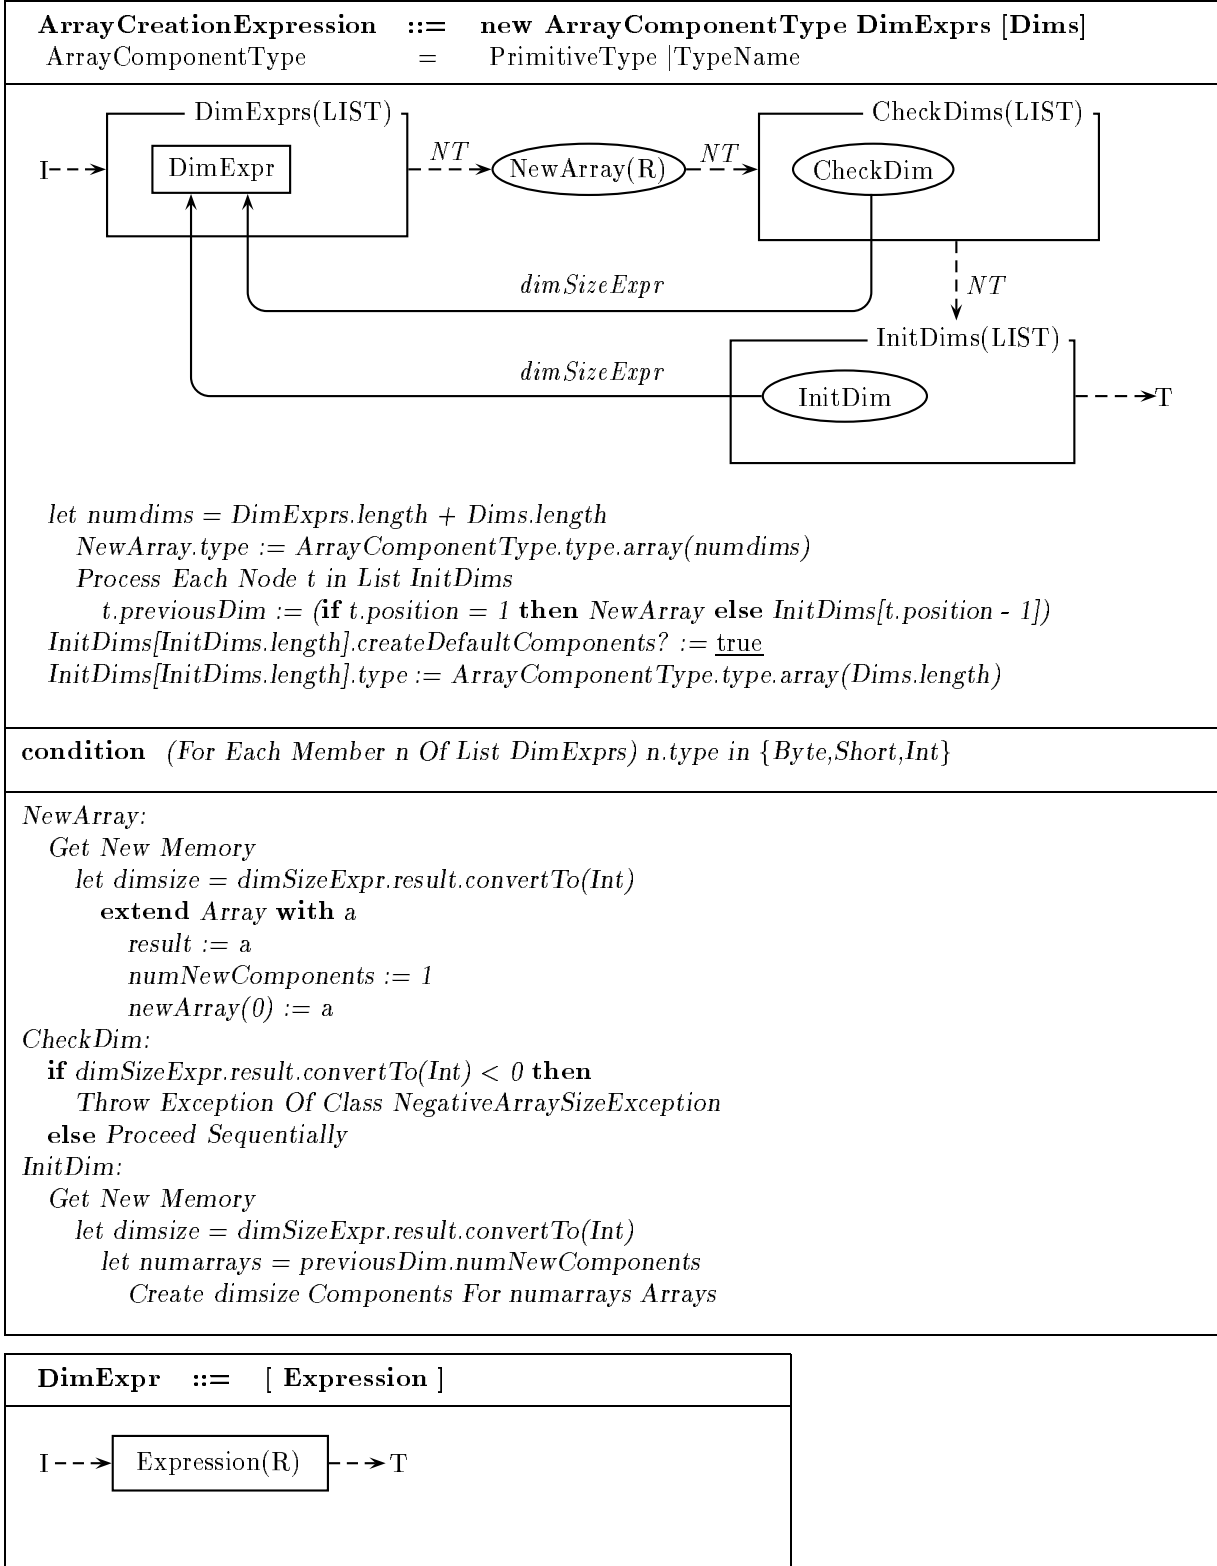 ArrayCreationExpression ::= new ArrayComponentType DimExprs [Dims]
ArrayComponentType = PrimitiveType |TypeName
DimExprs(LIST) CheckDims(LIST)
I DimExpr NT NewArray(R) NT CheckDim
dimSizeExpr NT
InitDims(LIST)
dimSizeExpr
InitDim T
let numdims = DimExprs.length + Dims.length
NewArray.type := ArrayComponentType.type.array(numdims)
Process Each Node t in List InitDims
t.previousDim := (if t.position = 1 then NewArray else InitDims[t.position - 1])
InitDims[InitDims.length].createDefaultComponents? := true
InitDims[InitDims.length].type := ArrayComponentType.type.array(Dims.length)
condition (For Each Member n Of List DimExprs) n.type in {Byte,Short,Int}
NewArray:
Get New Memory
let dimsize = dimSizeExpr.result.convertTo(Int)
extend Array with a
result := a
numNewComponents := 1
newArray(0) := a
CheckDim:
if dimSizeExpr.result.convertTo(Int) < 0 then
Throw Exception Of Class NegativeArraySizeException
else Proceed Sequentially
InitDim:
Get New Memory
let dimsize = dimSizeExpr.result.convertTo(Int)
let numarrays = previousDim.numNewComponents
Create dimsize Components For numarrays Arrays
DimExpr ::= [ Expression ]
I Expression(R) T